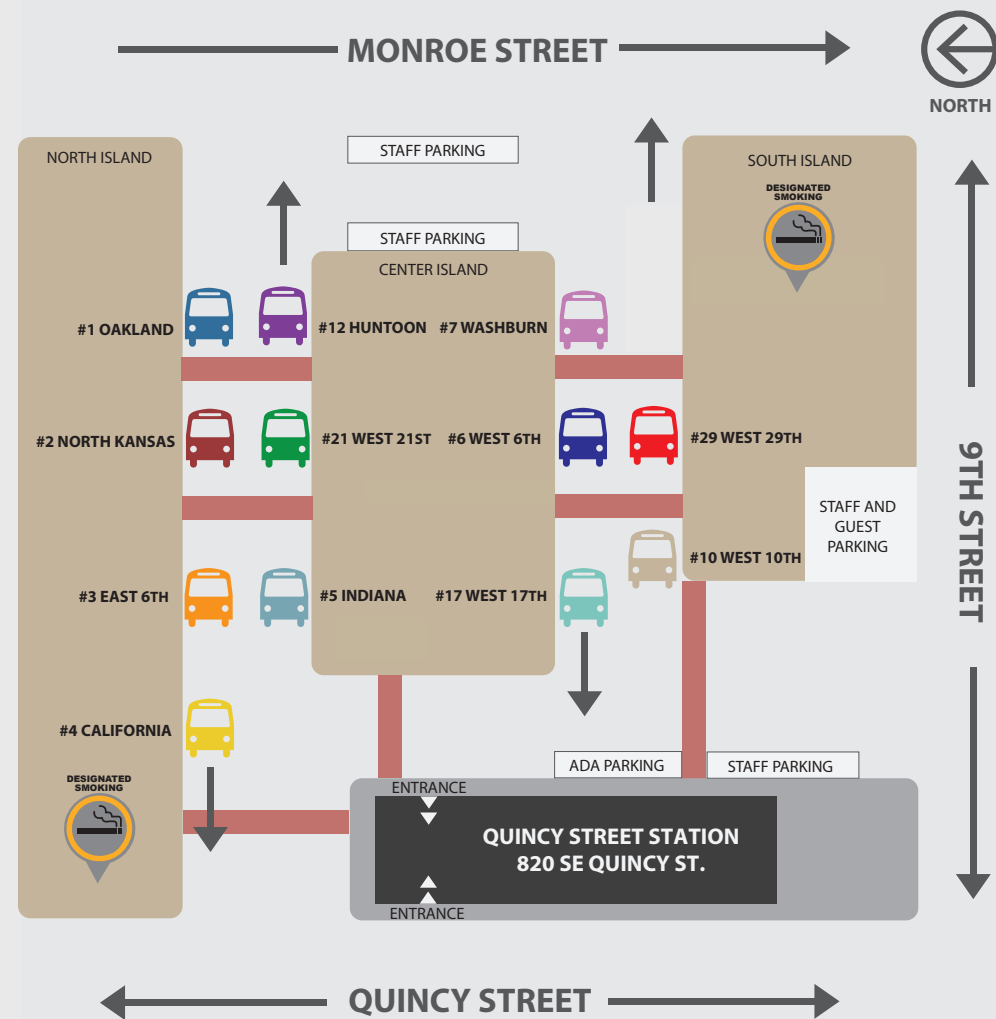 MONROE STREET
NORTH
NORTH ISLAND
STAFF PARKING
SOUTH ISLAND
DESIGNATED
SMOKING
STAFF PARKING
CENTER ISLAND
#1 OAKLAND
#12 HUNTOON
#7 WASHBURN
#2 NORTH KANSAS
#21 WEST 21ST
#6 WEST 6TH
#29 WEST 29TH
9TH STREET
STAFF AND
GUEST
PARKING
#10 WEST 10TH
#3 EAST 6TH
#5 INDIANA
#17 WEST 17TH
#4 CALIFORNIA
ADA PARKING
STAFF PARKING
DESIGNATED
SMOKING
ENTRANCE
QUINCY STREET STATION
820 SE QUINCY ST.
ENTRANCE
QUINCY STREET